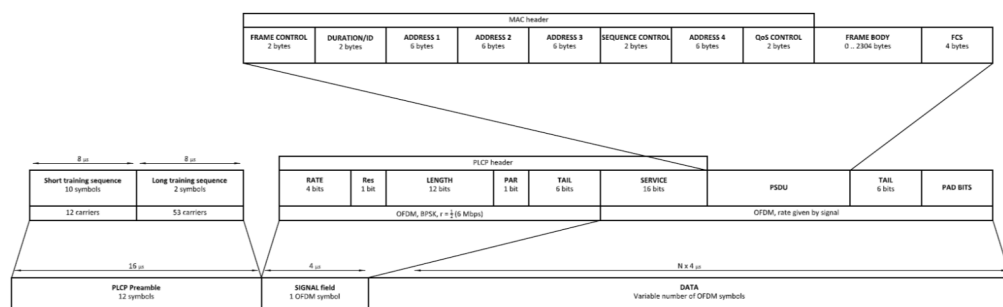 MAC header
FRAME CONTROL DURATION/ID ADDRESS 1 ADDRESS 2 ADDRESS 3 SEQUENCE CONTROL ADDRESS 4 QoS CONTROL FRAME BODY FCS
2 bytes 2 bytes 6 bytes 6 bytes 6 bytes 2 bytes 6 bytes 2 bytes 0 .. 2304 bytes 4 bytes
8 µs 8 µs PLCP header
Short training sequence Long training sequence RATE Res LENGTH PAR TAIL SERVICE PSDU TAIL PAD BITS
10 symbols 2 symbols 4 bits 1 bit 12 bits 1 bit 6 bits 16 bits 6 bits
12 carriers 53 carriers OFDM, BPSK, r = ½ (6 Mbps) OFDM, rate given by signal
16 µs 4 µs N x 4 µs
PLCP Preamble SIGNAL field DATA
12 symbols 1 OFDM symbol Variable number of OFDM symbols